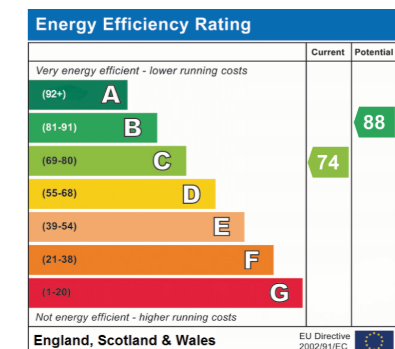 Energy Efficiency Rating
Current Potential
Very energy efficient - lower running costs
(92+) A
(81-91) B 88
(69-80) C 74
(55-68) D
(39-54) E
(21-38) F
(1-20) G
Not energy efficient - higher running costs
England, Scotland & Wales
EU Directive
2002/91/EC